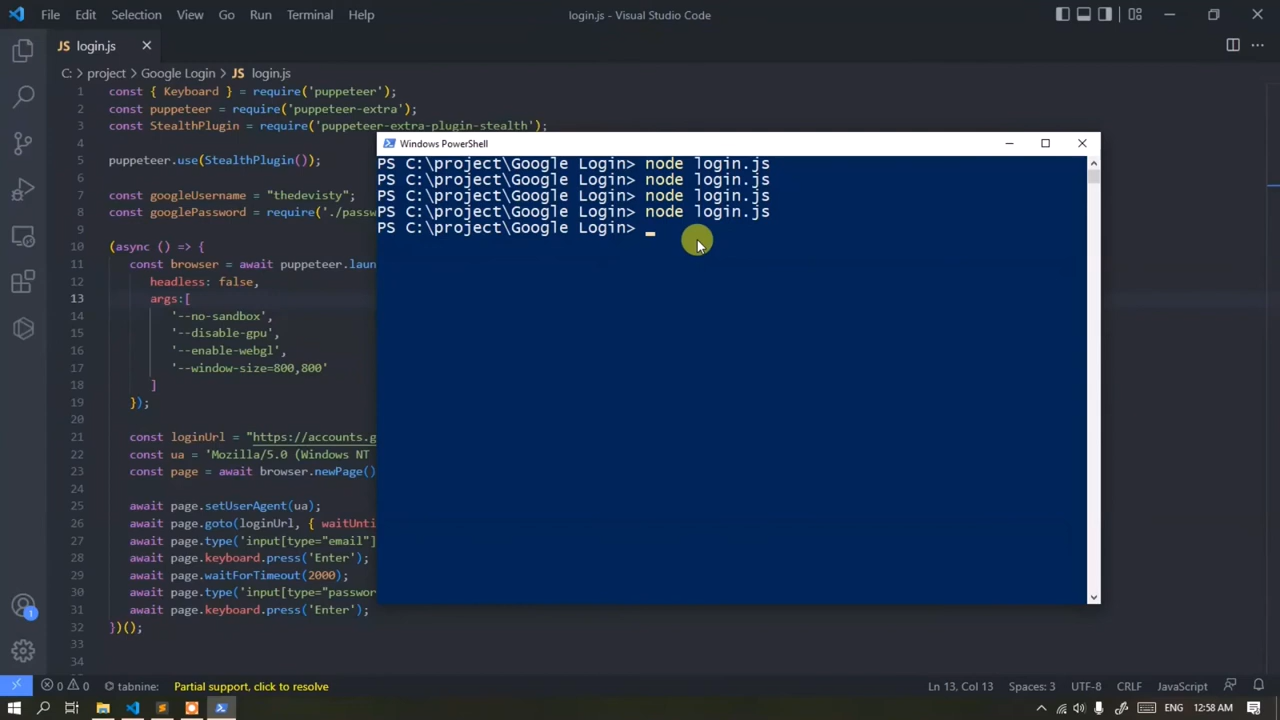 File Edit Selection View Go Run Terminal Help login.js - Visual Studio Code
JS login.js
C: > project > Google Login > JS login.js
1 const { Keyboard } = require('puppeteer');
2 const puppeteer = require('puppeteer-extra');
3 const StealthPlugin = require('puppeteer-extra-plugin-stealth');
4
5 puppeteer.use(StealthPlugin());
6
7 const googleUsername = "thedevisty";
8 const googlePassword = require('./passw
9
10 (async () => {
11 const browser = await puppeteer.laun
12 headless: false,
13 args:[
14 '--no-sandbox',
15 '--disable-gpu',
16 '--enable-webgl',
17 '--window-size=800,800'
18 ]
19 });
20
21 const loginUrl = "https://accounts.g
22 const ua = 'Mozilla/5.0 (Windows NT
23 const page = await browser.newPage()
24
25 await page.setUserAgent(ua);
26 await page.goto(loginUrl, { waitUnti
27 await page.type('input[type="email"]
28 await page.keyboard.press('Enter');
29 await page.waitForTimeout(2000);
30 await page.type('input[type="passwor
31 await page.keyboard.press('Enter');
32 })();
33
34
Windows PowerShell
PS C:\project\Google Login> node login.js
PS C:\project\Google Login> node login.js
PS C:\project\Google Login> node login.js
PS C:\project\Google Login> node login.js
PS C:\project\Google Login>
1
0 0 tabnine: Partial support, click to resolve Ln 13, Col 13 Spaces: 3 UTF-8 CRLF JavaScript
ENG 12:58 AM